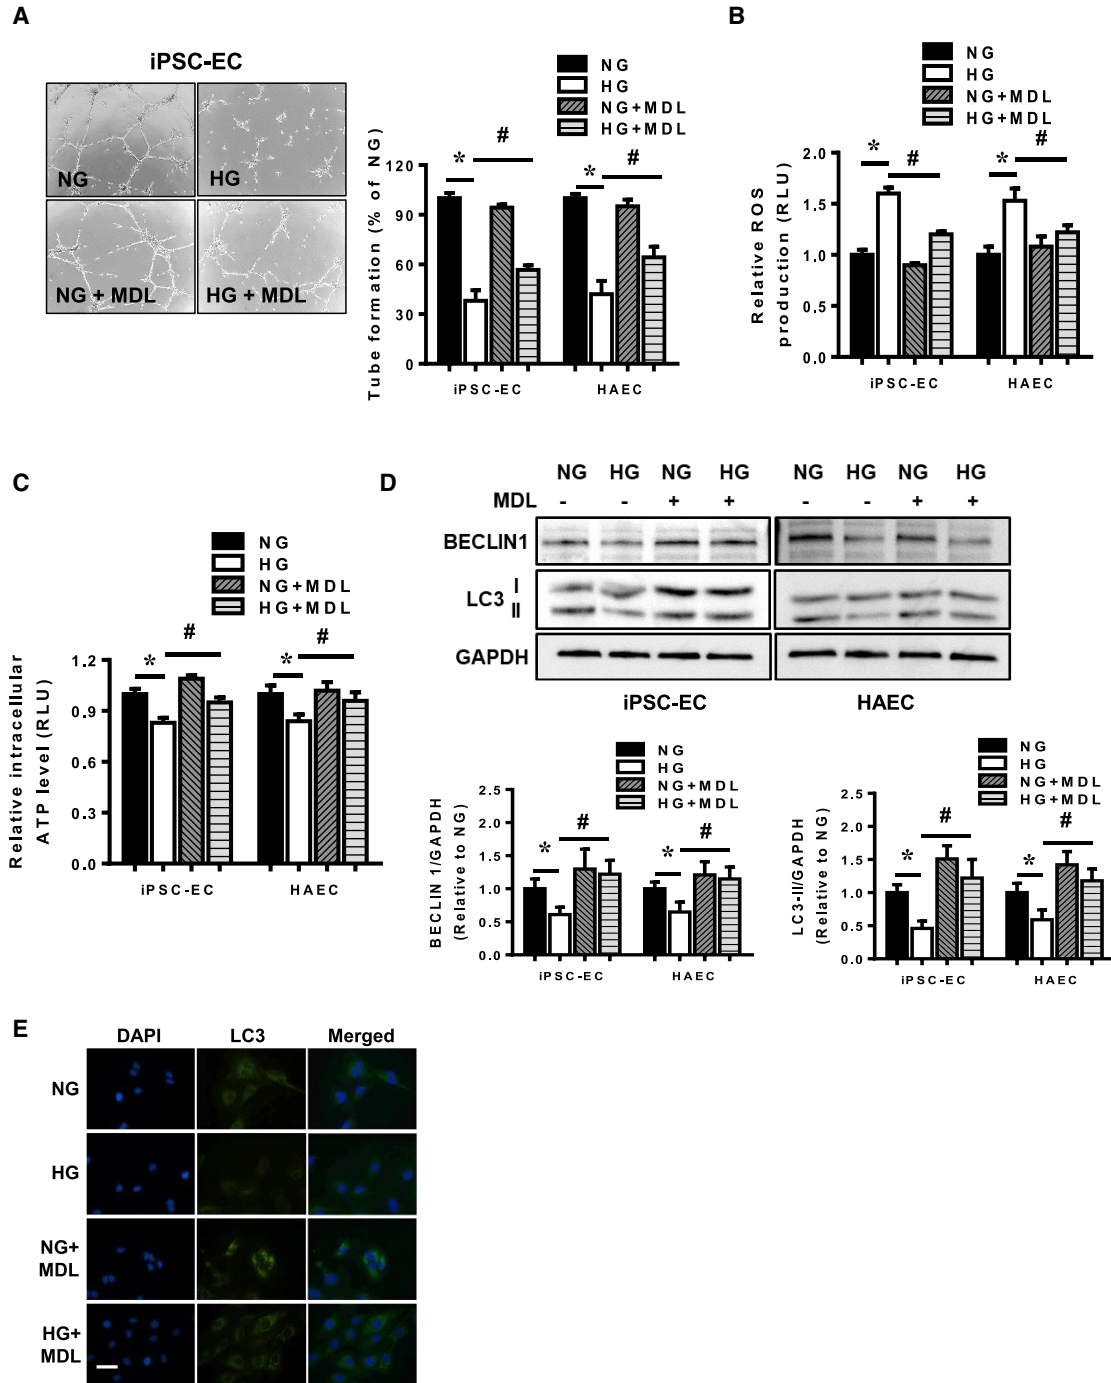 A
iPSC-EC
NG
HG
NG + MDL
HG + MDL
NG
HG
NG+MDL
HG+MDL
Tube formation (% of NG)
120
90
60
30
0
*
#
*
#
iPSC-EC
HAEC
B
NG
HG
NG+MDL
HG+MDL
Relative ROS
production (RLU)
2.0
1.5
1.0
0.5
0.0
*
#
*
#
iPSC-EC
HAEC
C
NG
HG
NG+MDL
HG+MDL
Relative intracellular
ATP level (RLU)
1.2
0.9
0.6
0.3
0.0
*
#
*
#
iPSC-EC
HAEC
D
NG HG NG HG NG HG NG HG
MDL - - + + - - + +
BECLIN1
LC3 I
II
GAPDH
iPSC-EC
HAEC
NG
HG
NG+MDL
HG+MDL
BECLIN 1/GAPDH
(Relative to NG)
2.5
2.0
1.5
1.0
0.5
0.0
*
#
*
#
iPSC-EC
HAEC
NG
HG
NG+MDL
HG+MDL
LC3-II/GAPDH
(Relative to NG)
2.5
2.0
1.5
1.0
0.5
0.0
*
#
*
#
iPSC-EC
HAEC
E
DAPI LC3 Merged
NG
HG
NG+
MDL
HG+
MDL